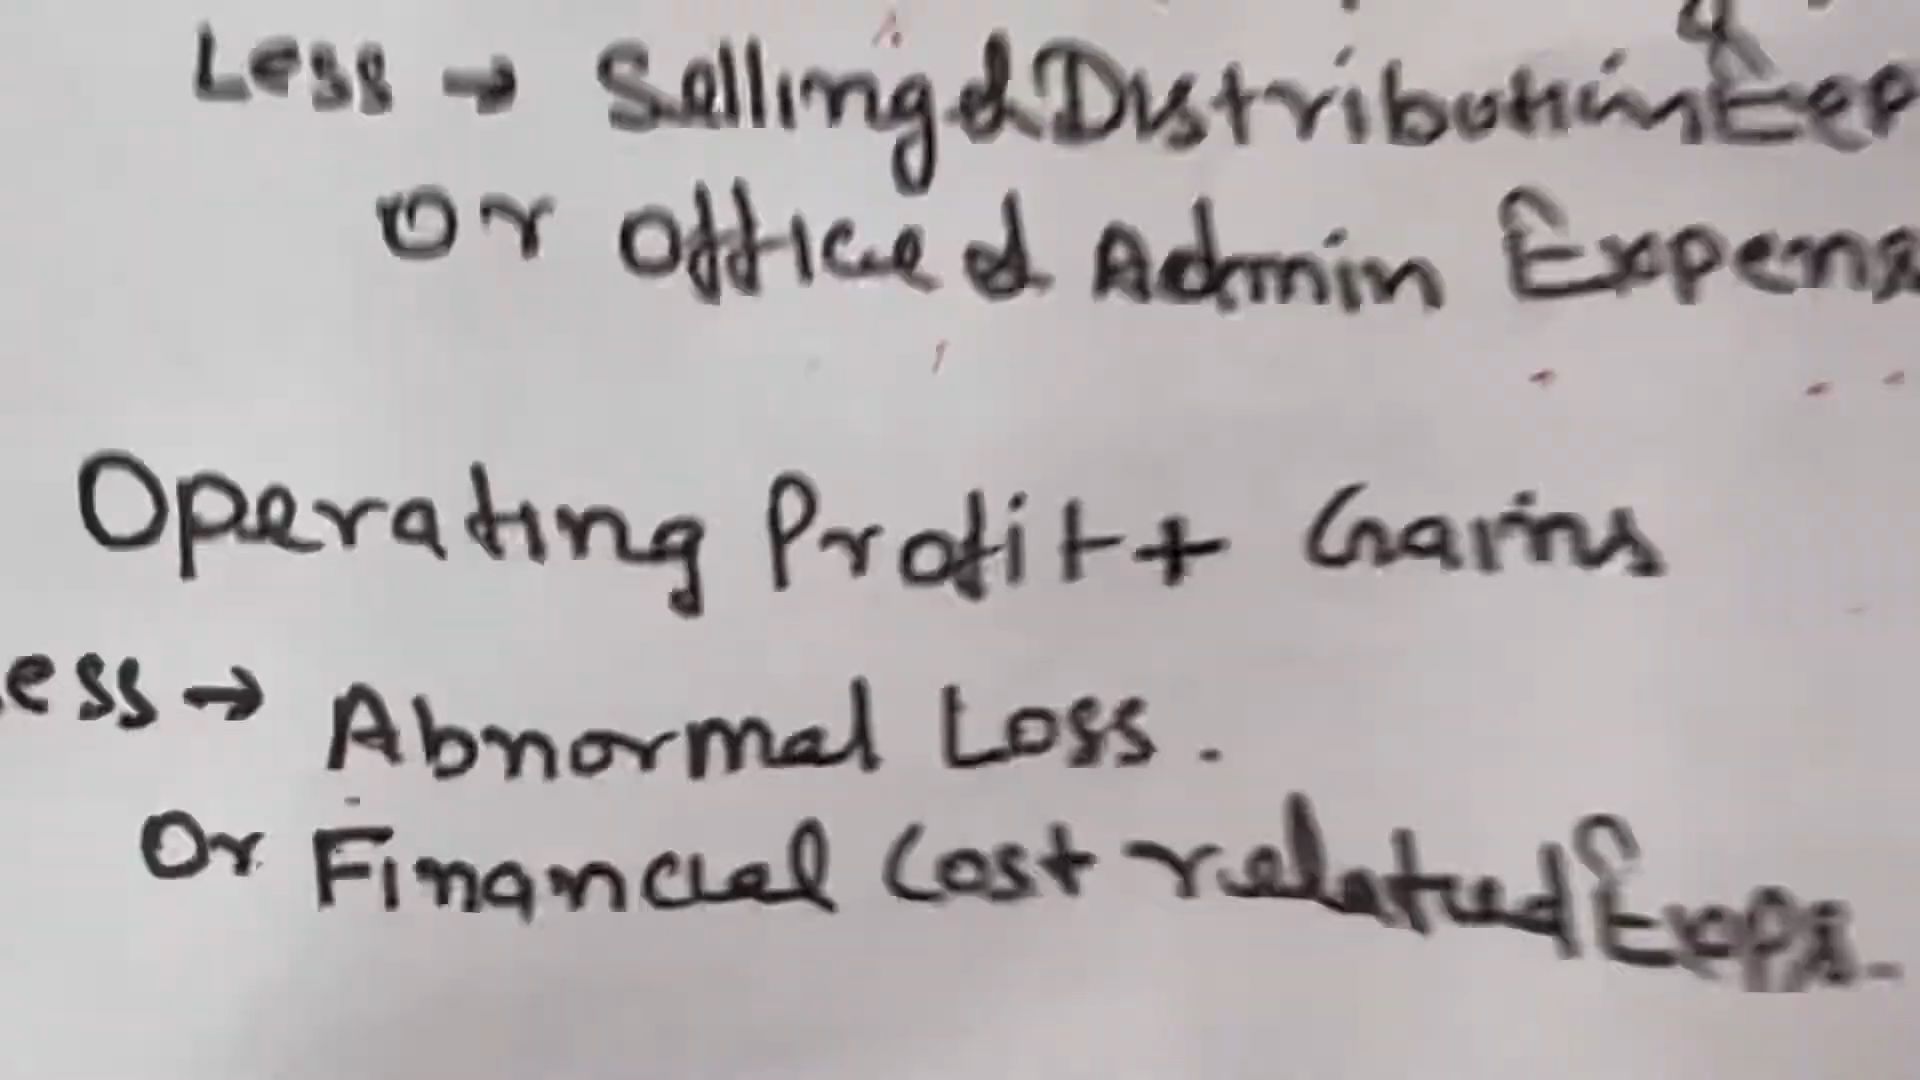 Less → Selling & Distribution Exp
or Office & Admin Expens
Operating Profit + Gains
ess → Abnormal Loss.
Or Financial Cost related Exps.